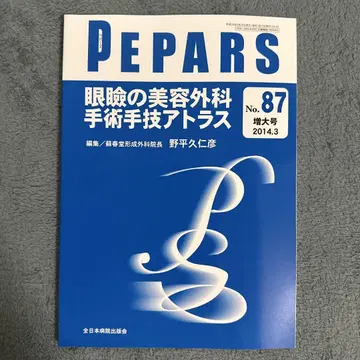 PEPARS
眼瞼の美容外科
手術手技アトラス
No.87
増大号
2014.3
編集／蘇春堂形成外科院長 野平久仁彦
全日本病院出版会